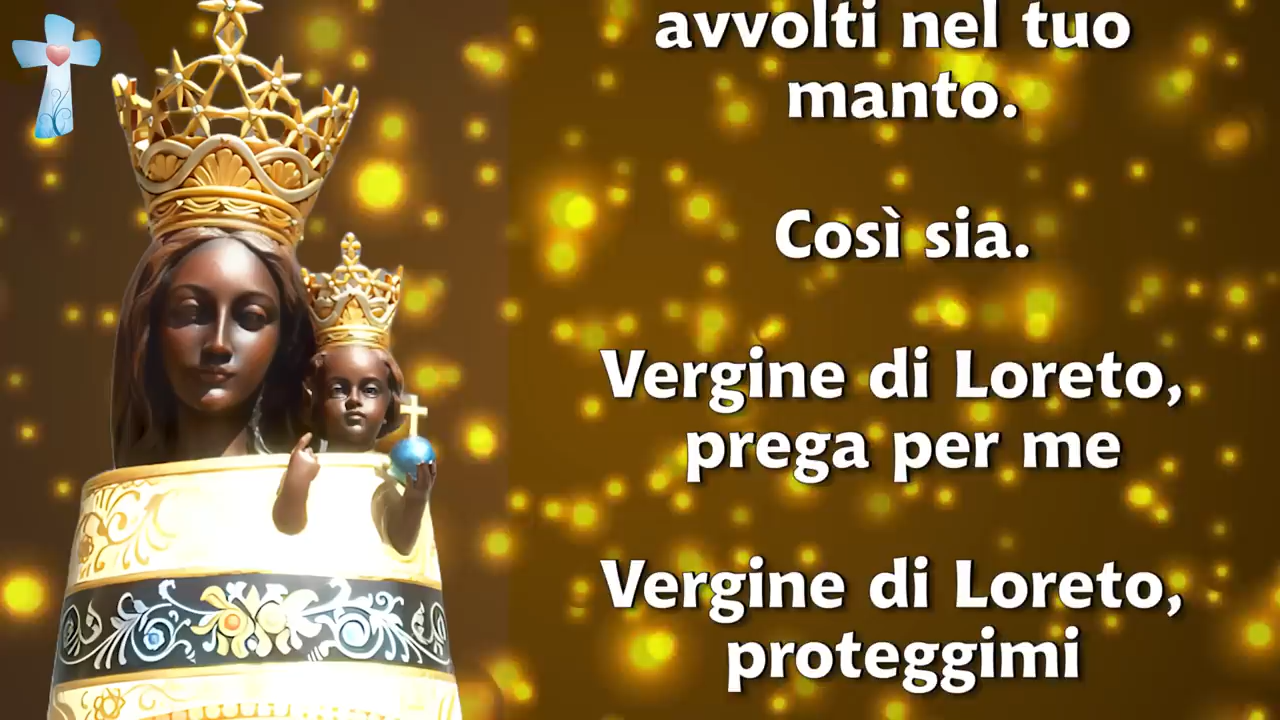 avvolti nel tuo
manto.
Così sia.
Vergine di Loreto,
prega per me
Vergine di Loreto,
proteggimi